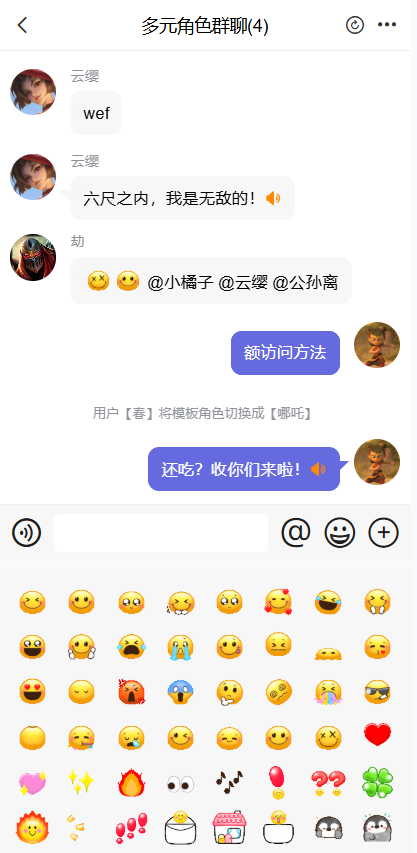 多元角色群聊(4)
云缨
wef
云缨
六尺之内，我是无敌的！
劫
@小橘子 @云缨 @公孙离
额访问方法
用户【春】将模板角色切换成【哪吒】
还吃？收你们来啦！
@